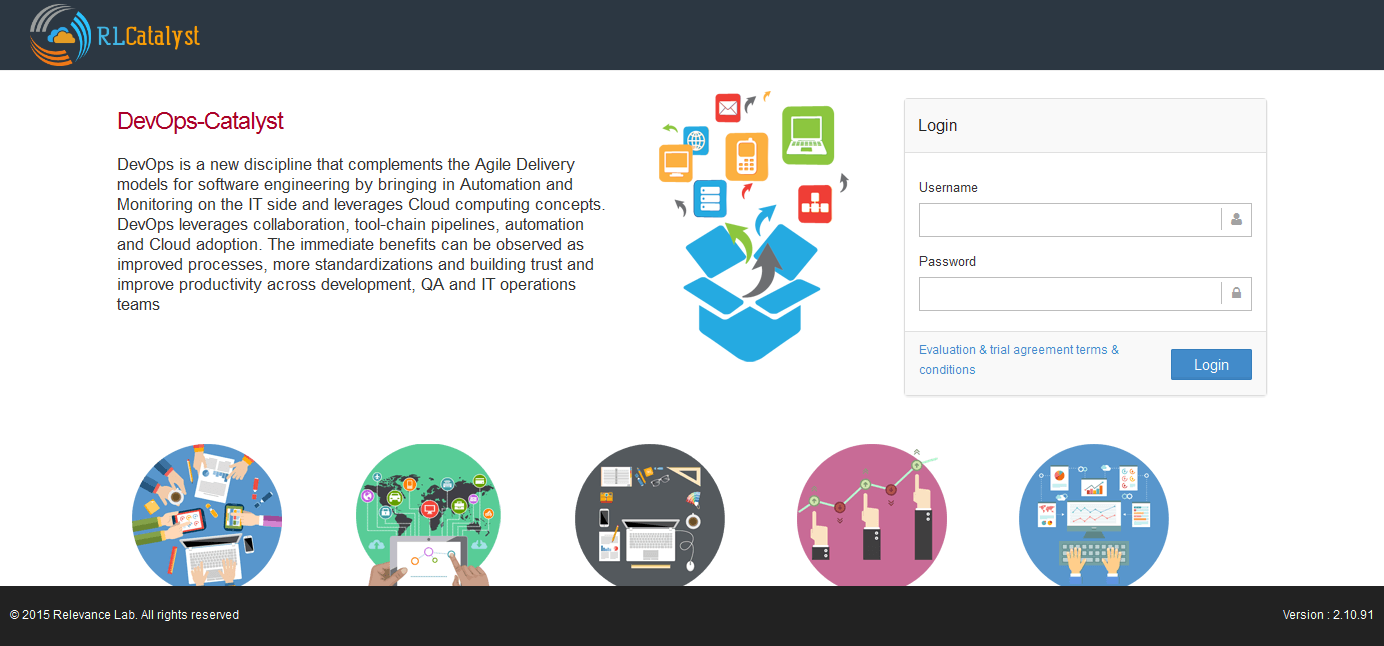 RLCatalyst
DevOps-Catalyst
DevOps is a new discipline that complements the Agile Delivery
models for software engineering by bringing in Automation and
Monitoring on the IT side and leverages Cloud computing concepts.
DevOps leverages collaboration, tool-chain pipelines, automation
and Cloud adoption. The immediate benefits can be observed as
improved processes, more standardizations and building trust and
improve productivity across development, QA and IT operations
teams
Login
Username
Password
Evaluation & trial agreement terms &
conditions
Login
© 2015 Relevance Lab. All rights reserved
Version : 2.10.91